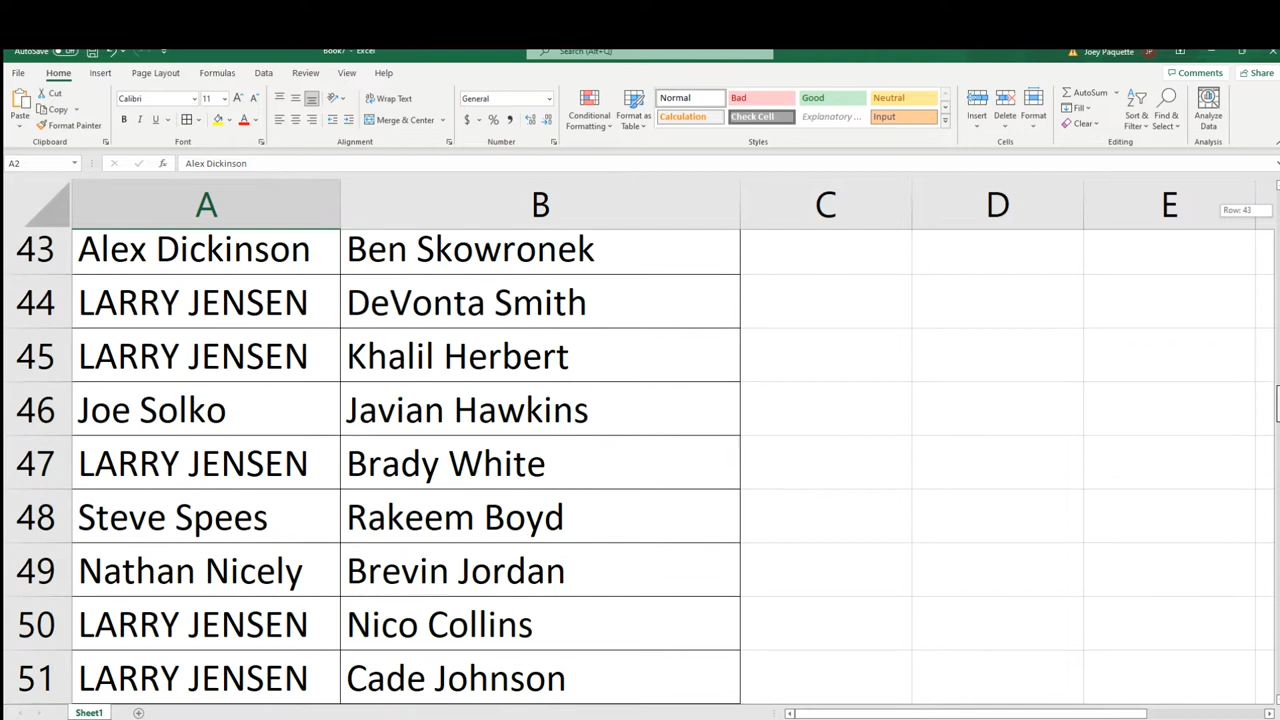 AutoSave Off Book7 - Excel Search (Alt+Q) Joey Paquette JP
File Home Insert Page Layout Formulas Data Review View Help Comments Share
Paste Cut Copy Format Painter
Calibri 11
B I U A
Wrap Text
Merge & Center
General
$ % ,
Conditional Formatting
Format as Table
Normal Bad Good Neutral
Calculation Check Cell Explanatory ... Input
Insert Delete Format
AutoSum
Fill
Clear
Sort & Filter
Find & Select
Analyze Data
Clipboard Font Alignment Number Styles Cells Editing Analysis
A2 fx Alex Dickinson
A B C D E
Row: 43
43 Alex Dickinson Ben Skowronek
44 LARRY JENSEN DeVonta Smith
45 LARRY JENSEN Khalil Herbert
46 Joe Solko Javian Hawkins
47 LARRY JENSEN Brady White
48 Steve Spees Rakeem Boyd
49 Nathan Nicely Brevin Jordan
50 LARRY JENSEN Nico Collins
51 LARRY JENSEN Cade Johnson
Sheet1